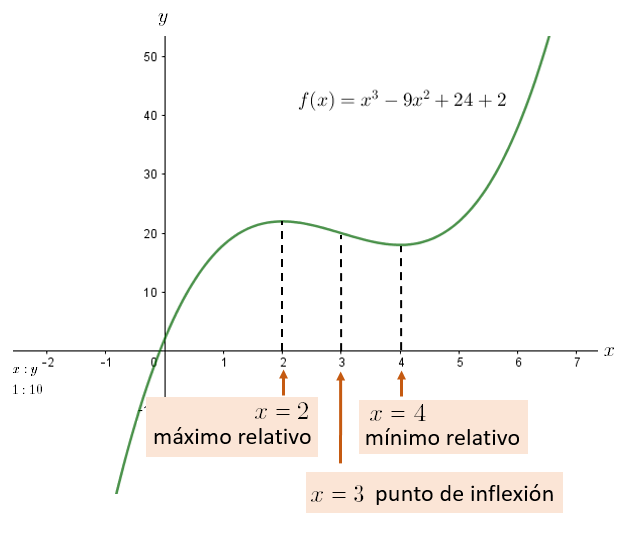 y
50
f(x) = x³ − 9x² + 24 + 2
40
30
20
10
x
-2 -1 0 1 2 3 4 5 6 7
x : y
1 : 10
x = 2
máximo relativo
x = 4
mínimo relativo
x = 3 punto de inflexión